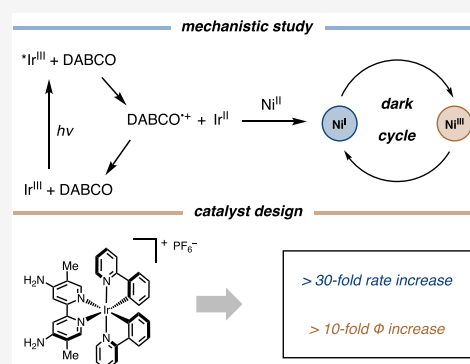 mechanistic study
*Irᴵᴵᴵ + DABCO
hν
DABCO•⁺ + Irᴵᴵ
Niᴵᴵ
Irᴵᴵᴵ + DABCO
Niᴵ
dark
cycle
Niᴵᴵᴵ
catalyst design
Me
H₂N
N
N
H₂N
Me
Ir
N
N
+ PF₆⁻
> 30-fold rate increase
> 10-fold Φ increase